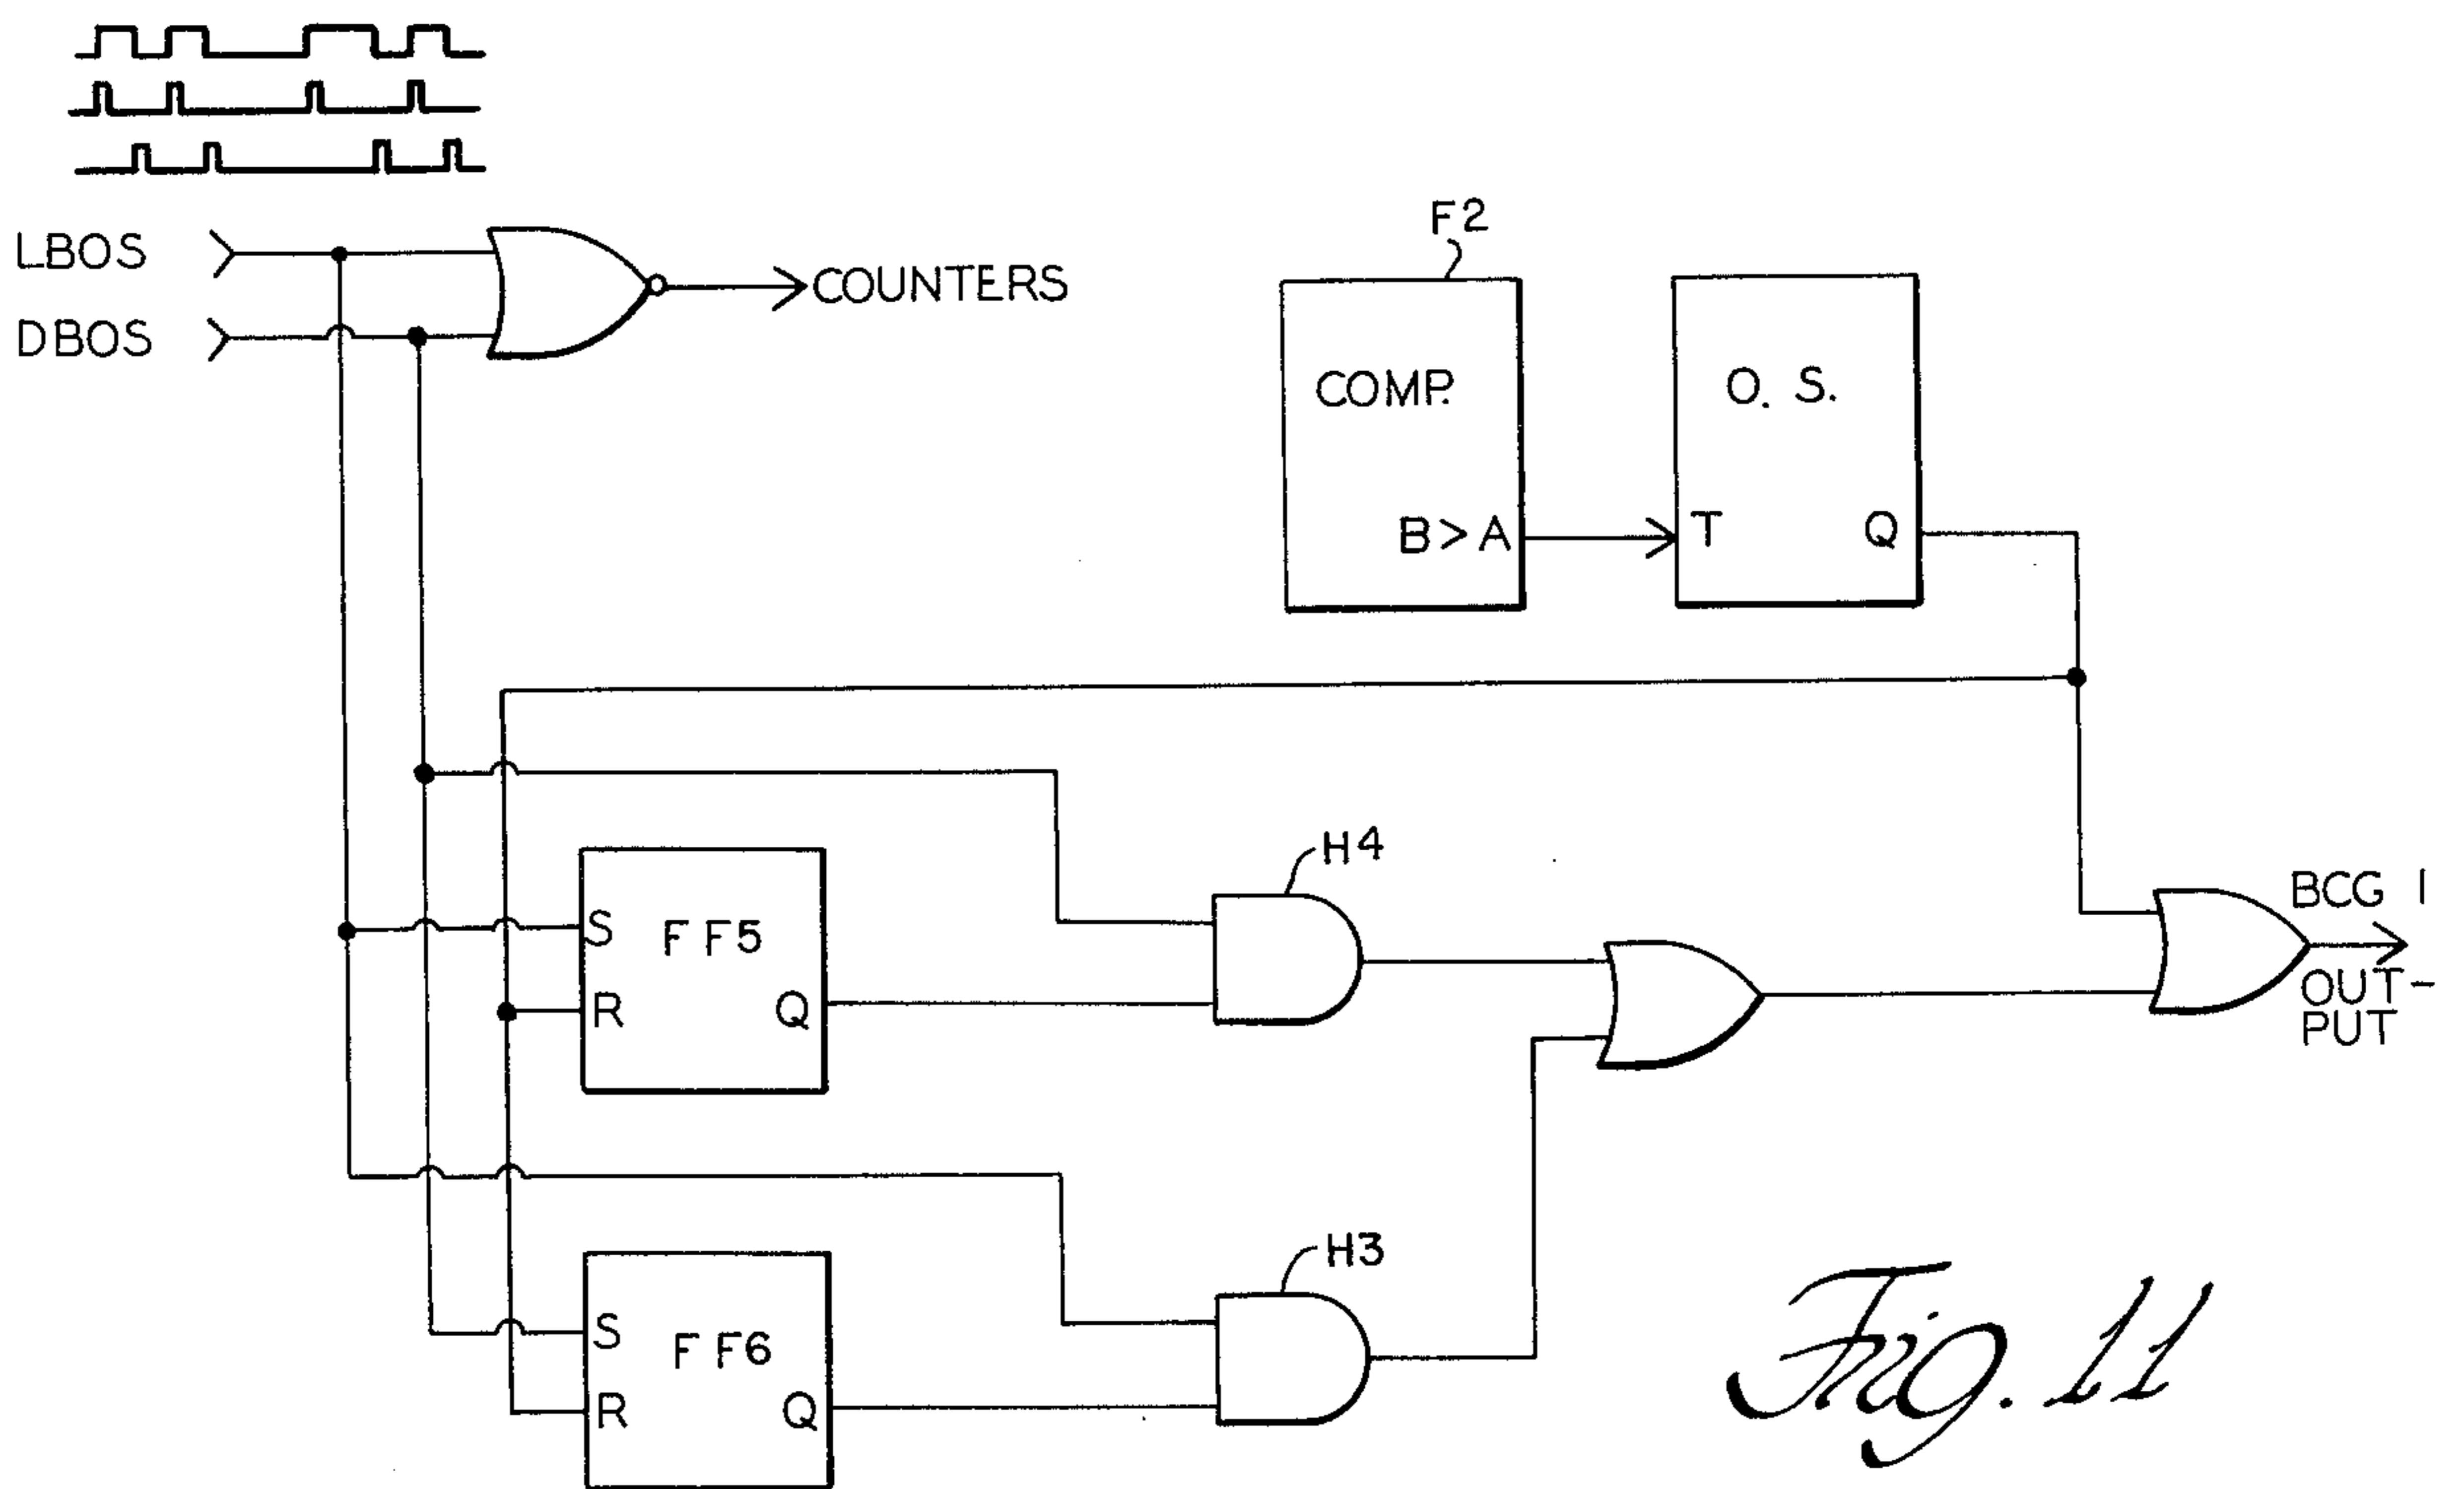 LBOS
DBOS
COUNTERS
F2
COMP.
B>A
O. S.
T
Q
H4
S
F F5
R
Q
BCG 1
OUT-
PUT
H3
S
F F6
R
Q
Fig. 11